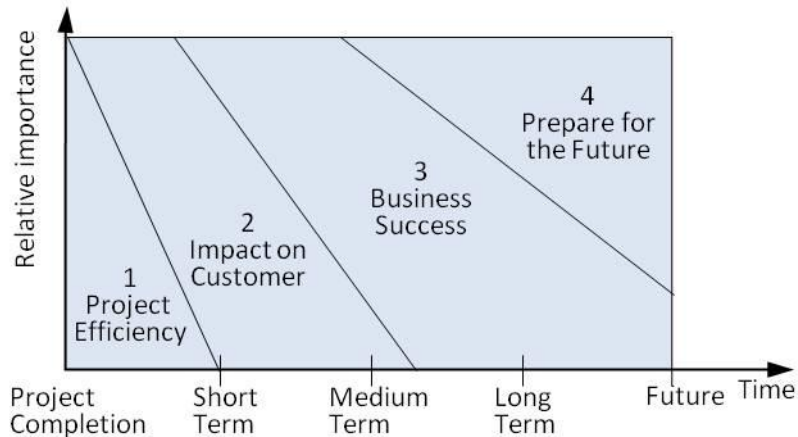 Relative importance
1
Project
Efficiency
2
Impact on
Customer
3
Business
Success
4
Prepare for
the Future
Project
Completion
Short
Term
Medium
Term
Long
Term
Future
Time